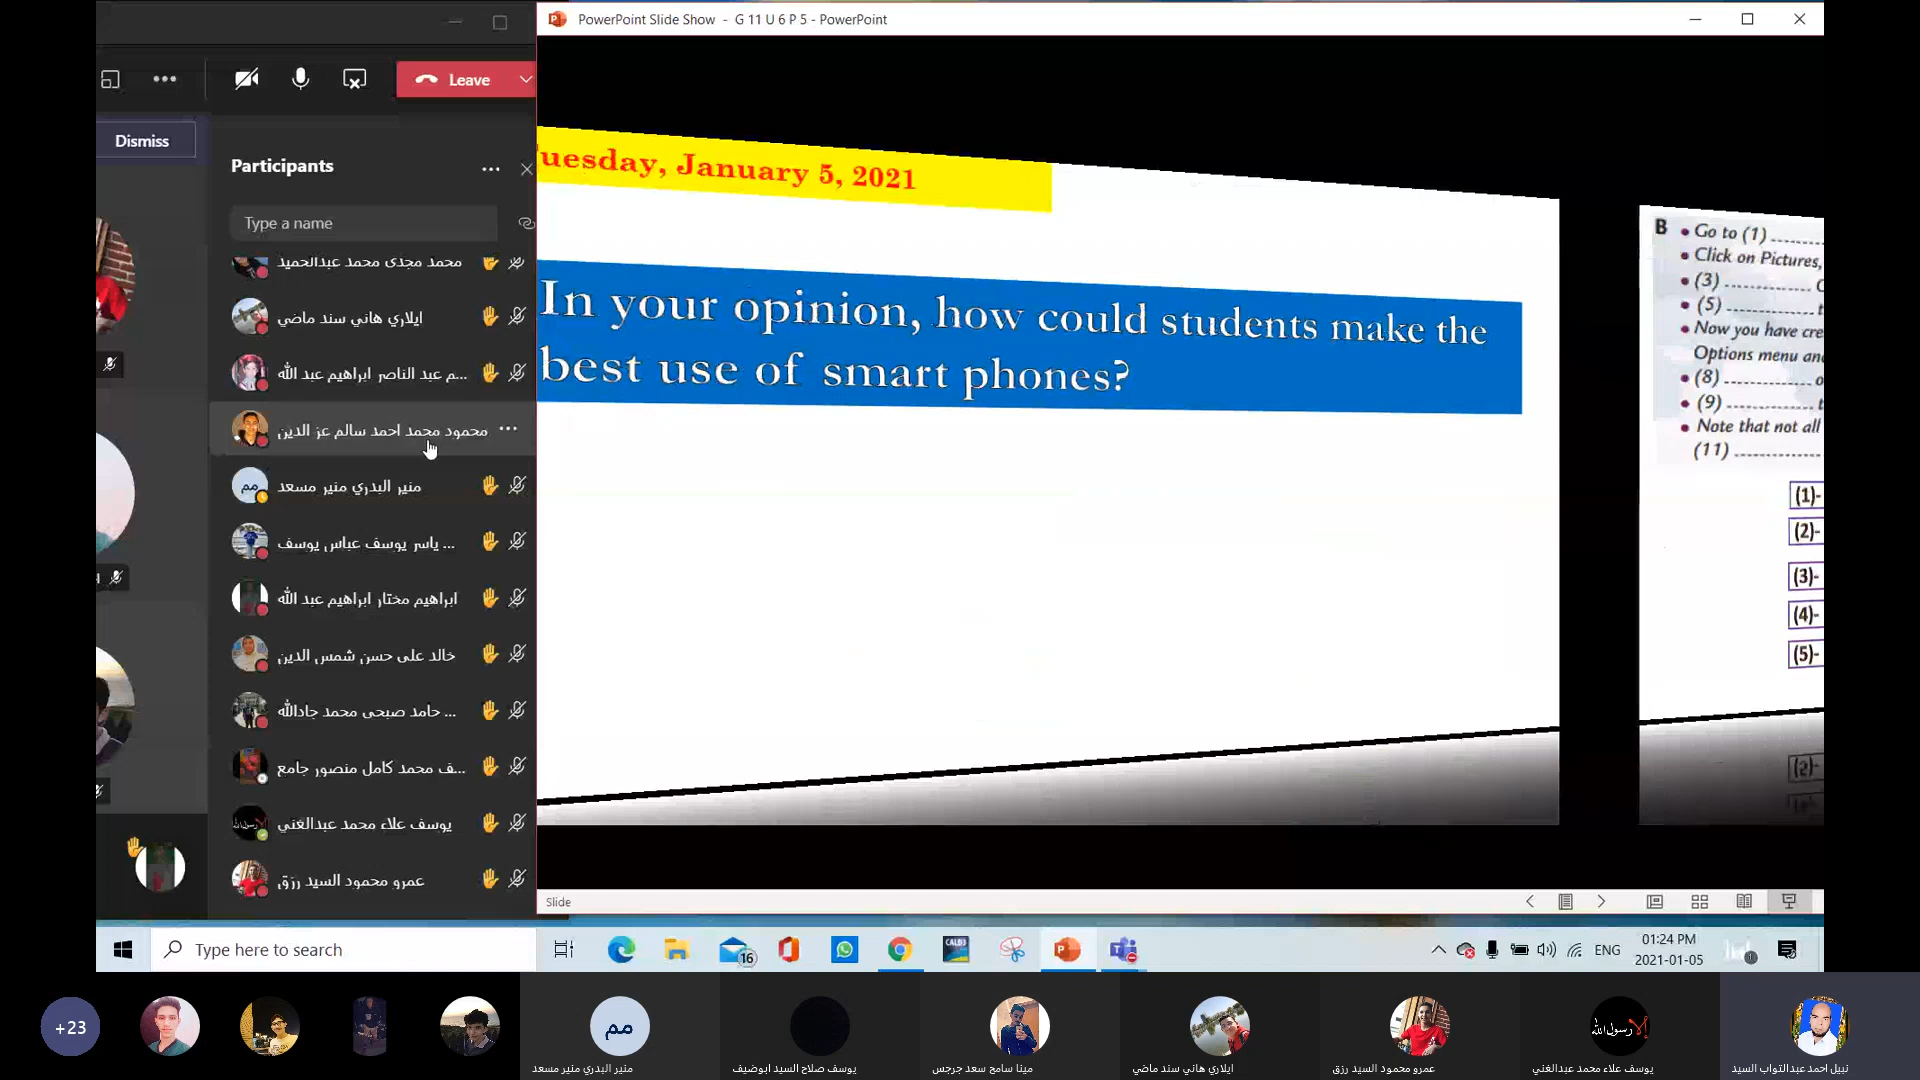 PowerPoint Slide Show - G 11 U 6 P 5 - PowerPoint
Leave
Dismiss
Participants
Type a name
محمد مجدى محمد عبدالحميد
ايلاري هاني سند ماضي
م عبد الناصر ابراهيم عبد الله...
محمود محمد احمد سالم عز الدين
مم
منير البدري منير مسعد
ياسر يوسف عباس يوسف ...
ابراهيم مختار ابراهيم عبد الله
خالد على حسن شمس الدين
حامد صبحى محمد جادالله ...
ف محمد كامل منصور جامع...
يوسف علاء محمد عبدالغني
عمرو محمود السيد رزق
uesday, January 5, 2021
In your opinion, how could students make the
best use of smart phones?
B
• Go to (1)
• Click on Pictures,
• (3)
• (5)
• Now you have cre
Options menu an
• (8)
• (9)
• Note that not all
(11)
(1)-
(2)-
(3)-
(4)-
(5)-
Slide
Type here to search
16
ENG
01:24 PM
2021-01-05
+23
مم
منير البدري منير مسعد
يوسف صلاح السيد ابوضيف
مينا سامح سعد جرجس
ايلاري هاني سند ماضي
عمرو محمود السيد رزق
يوسف علاء محمد عبدالغني
نبيل احمد عبدالتواب السيد